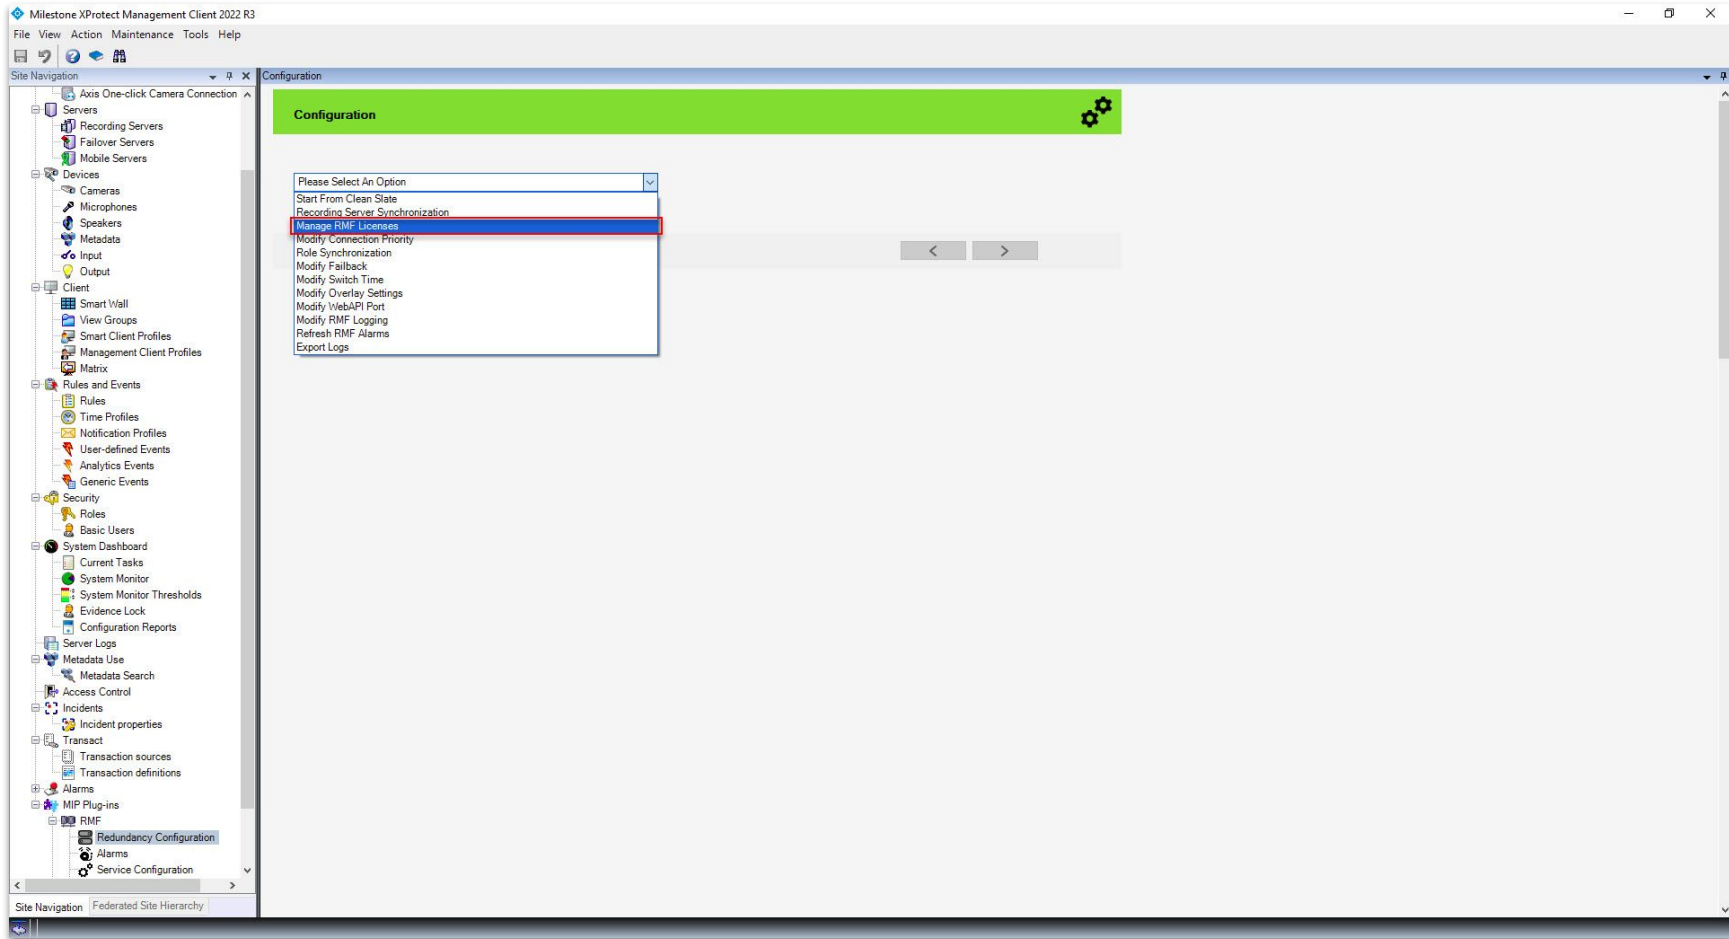 Milestone XProtect Management Client 2022 R3
File View Action Maintenance Tools Help
Site Navigation
Axis One-click Camera Connection
Servers
Recording Servers
Failover Servers
Mobile Servers
Devices
Cameras
Microphones
Speakers
Metadata
Input
Output
Client
Smart Wall
View Groups
Smart Client Profiles
Management Client Profiles
Matrix
Rules and Events
Rules
Time Profiles
Notification Profiles
User-defined Events
Analytics Events
Generic Events
Security
Roles
Basic Users
System Dashboard
Current Tasks
System Monitor
System Monitor Thresholds
Evidence Lock
Configuration Reports
Server Logs
Metadata Use
Metadata Search
Access Control
Incidents
Incident properties
Transact
Transaction sources
Transaction definitions
Alarms
MIP Plug-ins
RMF
Redundancy Configuration
Alarms
Service Configuration
Site Navigation Federated Site Hierarchy
Configuration
Configuration
Please Select An Option
Start From Clean Slate
Recording Server Synchronization
Manage RMF Licenses
Modify Connection Priority
Role Synchronization
Modify Failback
Modify Switch Time
Modify Overlay Settings
Modify WebAPI Port
Modify RMF Logging
Refresh RMF Alarms
Export Logs